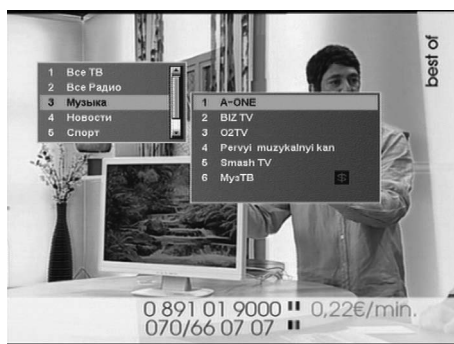 best of
1 Все ТВ
2 Все Радио
3 Музыка
4 Новости
5 Спорт
1 A-ONE
2 BIZ TV
3 O2TV
4 Pervyi muzykalnyi kan
5 Smash TV
6 МузТВ
0 891 01 9000 0,22€/min.
070/66 07 07